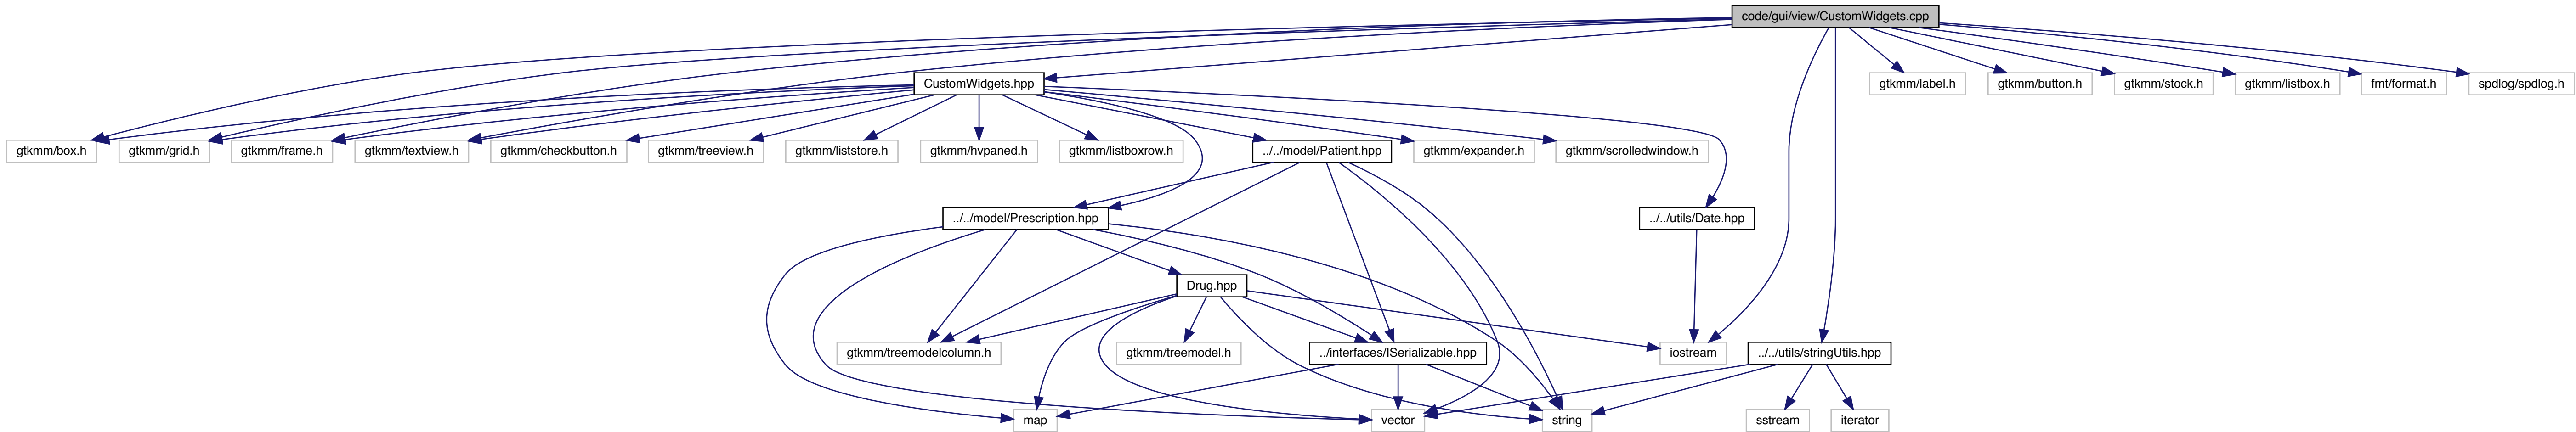 code/gui/view/CustomWidgets.cpp
CustomWidgets.hpp
gtkmm/label.h
gtkmm/button.h
gtkmm/stock.h
gtkmm/listbox.h
fmt/format.h
spdlog/spdlog.h
gtkmm/box.h
gtkmm/grid.h
gtkmm/frame.h
gtkmm/textview.h
gtkmm/checkbutton.h
gtkmm/treeview.h
gtkmm/liststore.h
gtkmm/hvpaned.h
gtkmm/listboxrow.h
../../model/Patient.hpp
gtkmm/expander.h
gtkmm/scrolledwindow.h
../../model/Prescription.hpp
../../utils/Date.hpp
Drug.hpp
gtkmm/treemodelcolumn.h
gtkmm/treemodel.h
../interfaces/ISerializable.hpp
iostream
../../utils/stringUtils.hpp
map
vector
string
sstream
iterator